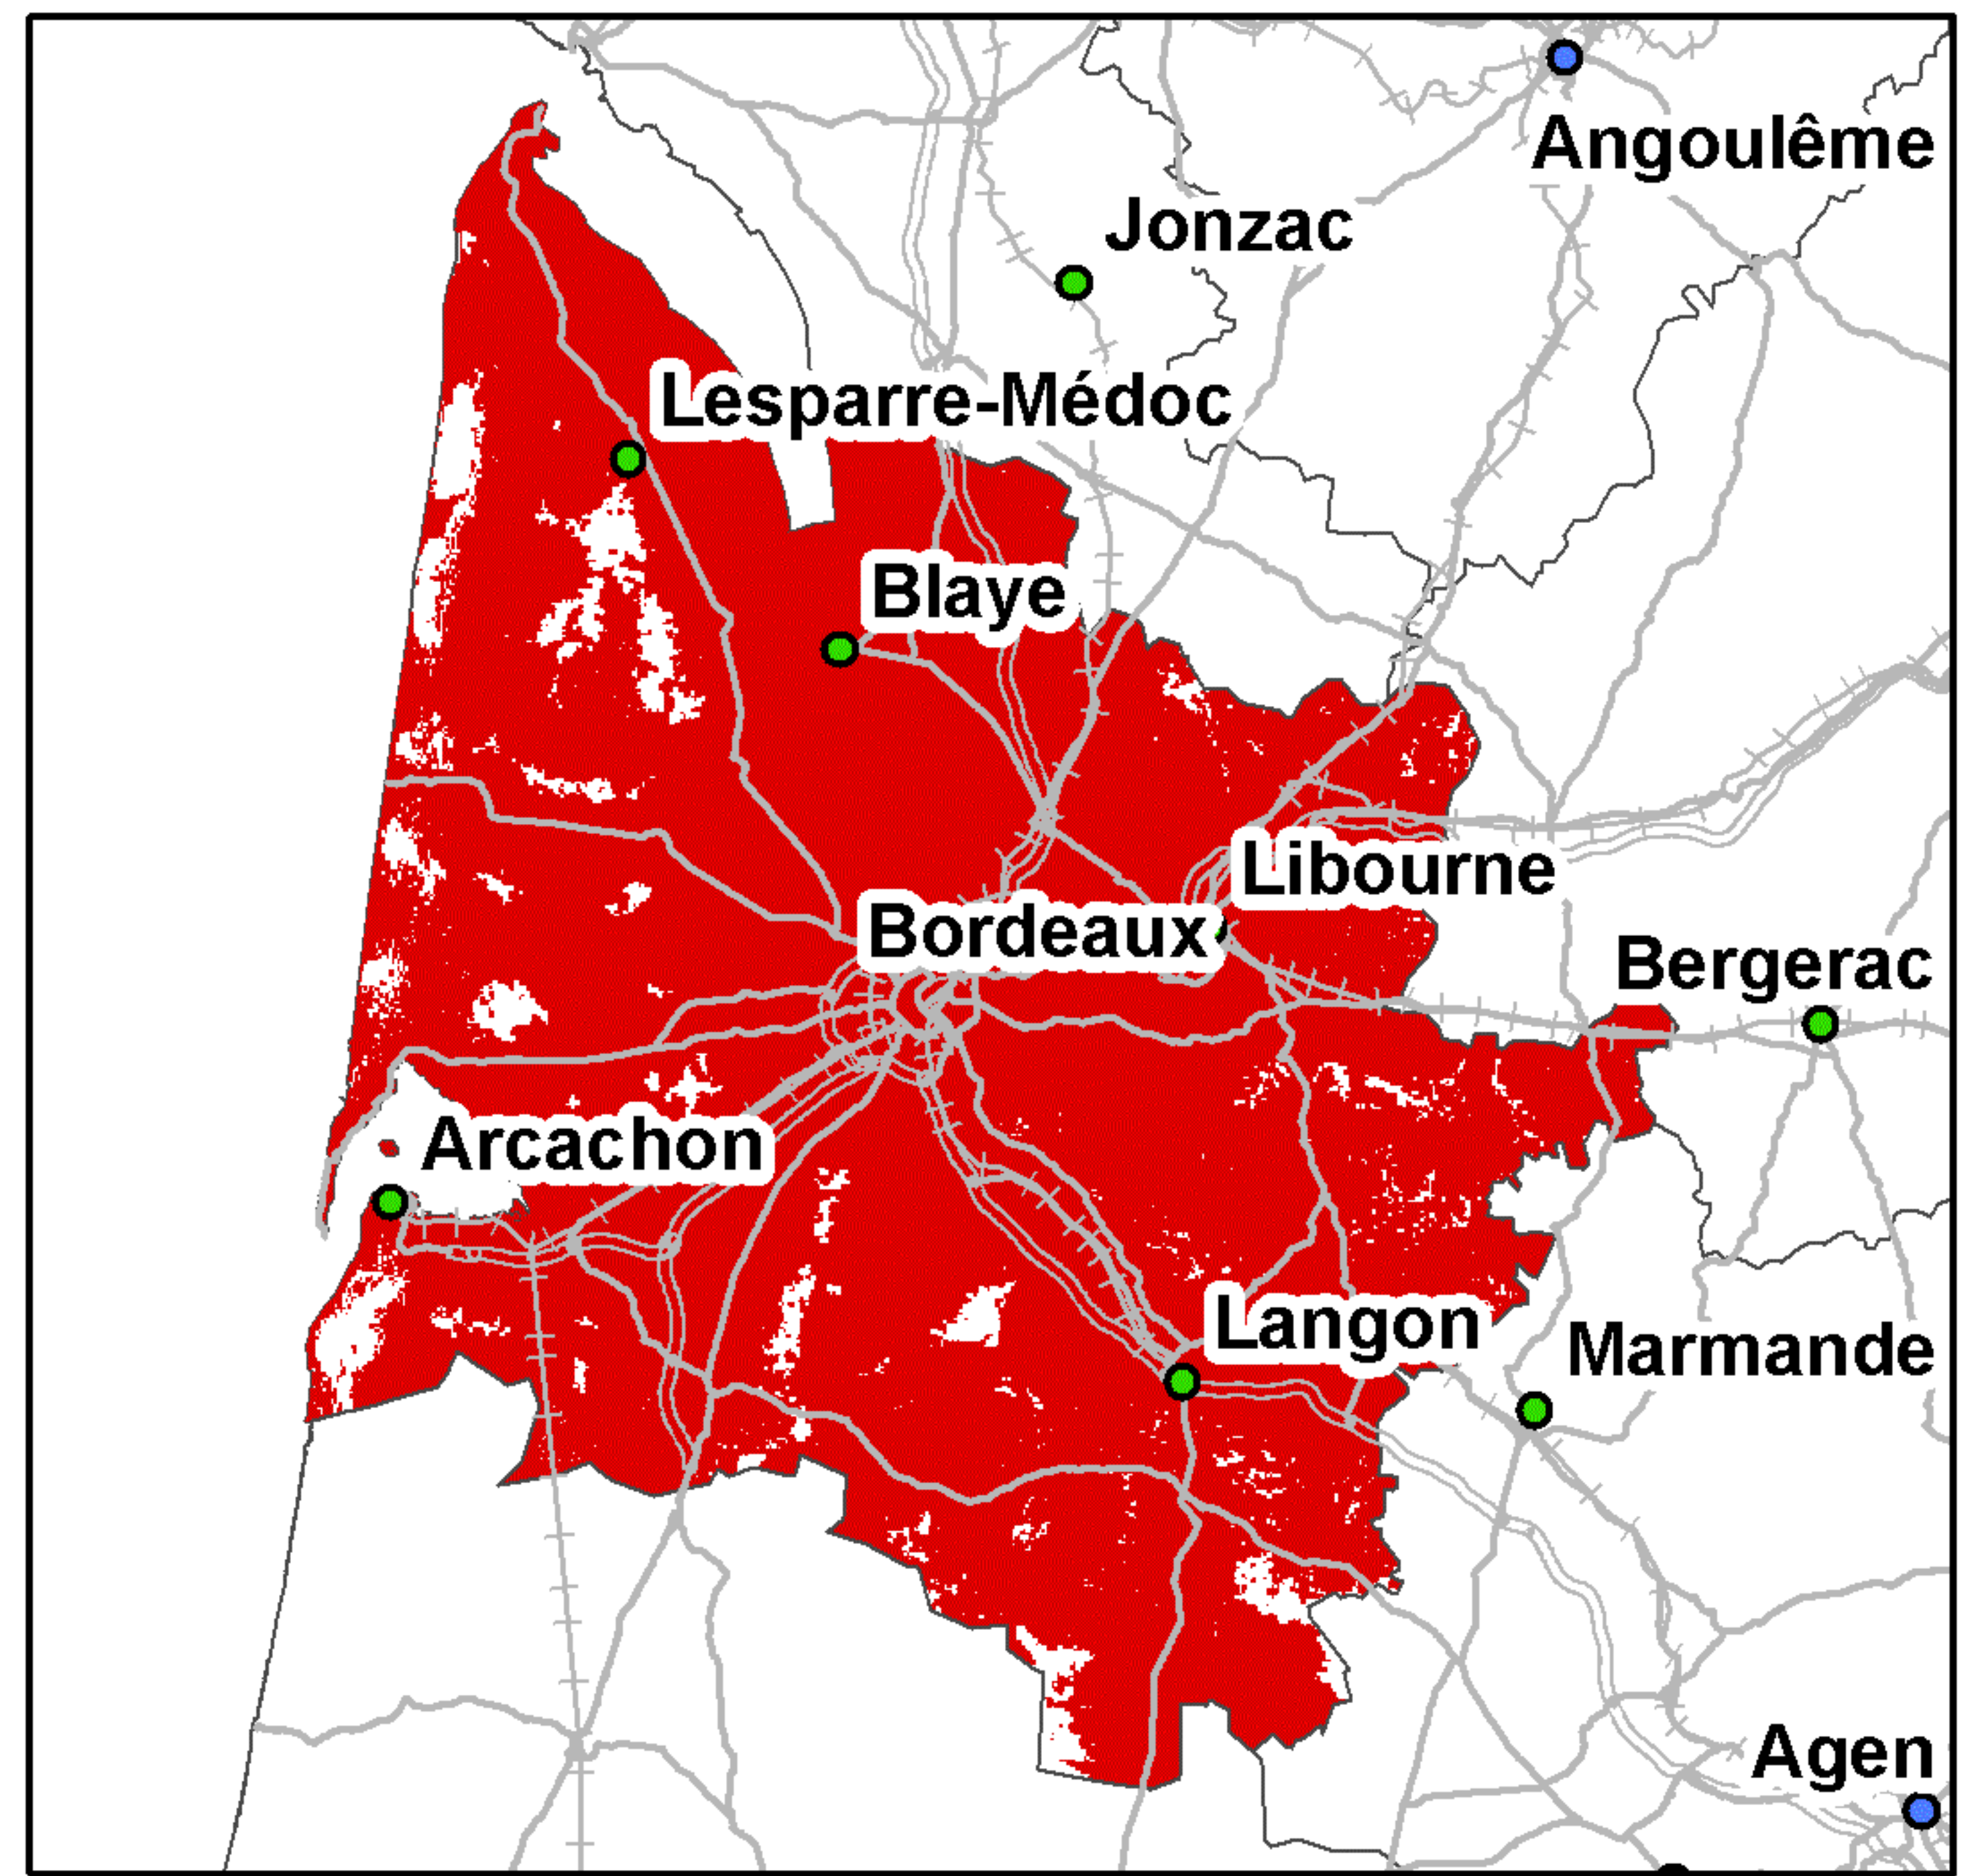 Angoulême
Jonzac
Lesparre-Médoc
Blaye
Libourne
Bordeaux
Bergerac
Arcachon
Langon
Marmande
Agen